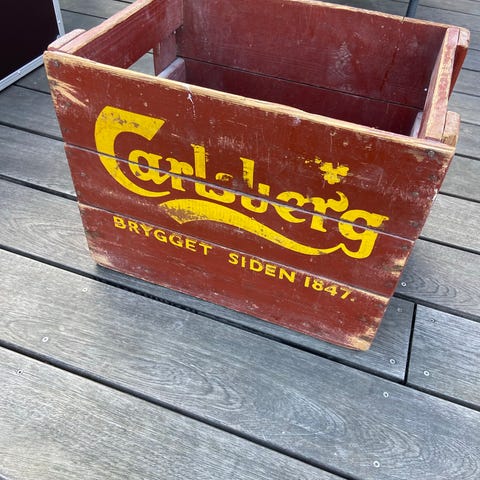 Carlsberg
BRYGGET SIDEN 1847.